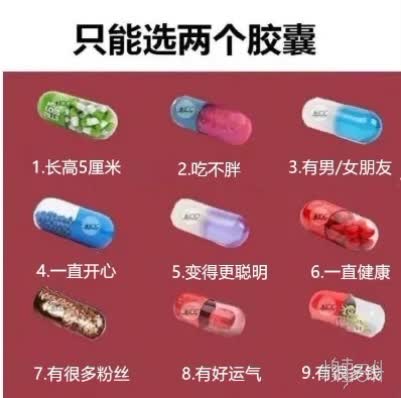 只能选两个胶囊
1.长高5厘米
2.吃不胖
3.有男/女朋友
4.一直开心
5.变得更聪明
6.一直健康
7.有很多粉丝
8.有好运气
9.有很多钱